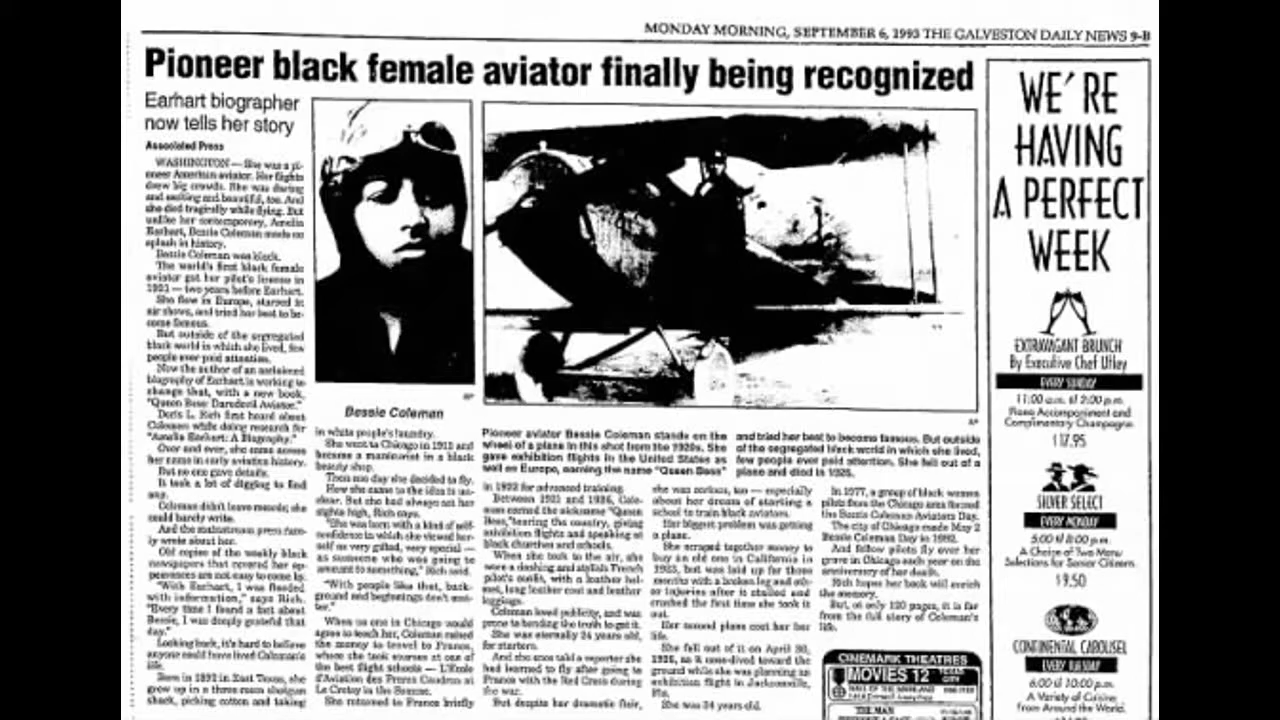 MONDAY MORNING, SEPTEMBER 6, 1993 THE GALVESTON DAILY NEWS 9-B
Pioneer black female aviator finally being recognized
Earhart biographer
now tells her story
Associated Press
WASHINGTON — She was a pi-
oneer American aviator. Her flights
drew big crowds. She was daring
and exciting and beautiful, too. And
she died tragically while flying. But
unlike her contemporary, Amelia
Earhart, Bessie Coleman made no
splash in history.
Bessie Coleman was black.
The world's first black female
aviator got her pilot's license in
1921 — two years before Earhart.
She flew in Europe, starred in
air shows, and tried her best to be-
come famous.
But outside of the segregated
black world in which she lived, few
people ever paid attention.
Now the author of an acclaimed
biography of Earhart is working to
change that, with a new book,
"Queen Bess: Daredevil Aviator."
Doris L. Rich first heard about
Coleman while doing research for
"Amelia Earhart: A Biography."
Over and over, she came across
her name in early aviation history.
But no one gave details.
It took a lot of digging to find
any.
Coleman didn't leave records; she
could barely write.
And the mainstream press rare-
ly wrote about her.
Old copies of the weekly black
newspapers that covered her ap-
pearances are not easy to come by.
"With Earhart, I was flooded
with information," says Rich.
"Every time I found a fact about
Bessie, I was deeply grateful that
day."
Looking back, it's hard to believe
anyone could have lived Coleman's
life.
Born in 1892 in East Texas, she
grew up in a three room shotgun
shack, picking cotton and taking
AP
Bessie Coleman
in white people's laundry.
She went to Chicago in 1915 and
became a manicurist in a black
beauty shop.
Then one day she decided to fly.
How she came to the idea is un-
clear. But she had always set her
sights high, Rich says.
"She was born with a kind of self-
confidence in which she viewed her-
self as very gifted, very special —
as someone who was going to
amount to something," Rich said.
"With people like that, back-
ground and beginnings don't mat-
ter."
When no one in Chicago would
agree to teach her, Coleman raised
the money to travel to France,
where she took courses at one of
the best flight schools — L'Ecole
d'Aviation des Freres Caudron at
Le Crotoy in the Somme.
She returned to France briefly
AP
Pioneer aviator Bessie Coleman stands on the
wheel of a plane in this shot from the 1920s. She
gave exhibition flights in the United States as
well as Europe, earning the name "Queen Bess"
and tried her best to become famous. But outside
of the segregated black world in which she lived,
few people ever paid attention. She fell out of a
plane and died in 1926.
in 1922 for advanced training.
Between 1921 and 1926, Cole-
man earned the nickname "Queen
Bess," touring the country, giving
exhibition flights and speaking at
black churches and schools.
When she took to the air, she
wore a dashing and stylish French
pilot's outfit, with a leather hel-
met, long leather coat and leather
leggings.
Coleman loved publicity, and was
prone to bending the truth to get it.
She was eternally 24 years old,
for starters.
And she once told a reporter she
had learned to fly after going to
France with the Red Cross during
the war.
But despite her dramatic flair,
she was serious, too — especially
about her dream of starting a
school to train black aviators.
Her biggest problem was getting
a plane.
She scraped together money to
buy an old one in California in
1923, but was laid up for three
months with a broken leg and oth-
er injuries after it stalled and
crashed the first time she took it
out.
Her second plane cost her her
life.
She fell out of it on April 30,
1926, as it nose-dived toward the
ground while she was planning an
exhibition flight in Jacksonville,
Fla.
She was 34 years old.
In 1977, a group of black women
pilots from the Chicago area formed
the Bessie Coleman Aviators Day.
The city of Chicago made May 2
Bessie Coleman Day in 1992.
And fellow pilots fly over her
grave in Chicago each year on the
anniversary of her death.
Rich hopes her book will enrich
the memory.
But, at only 120 pages, it is far
from the full story of Coleman's
life.
CINEMARK THEATRES
MOVIES 12
THE MAN
WE'RE
HAVING
A PERFECT
WEEK
EXTRAVAGANT BRUNCH
By Executive Chef Utley
EVERY SUNDAY
11:00 a.m. til 2:00 p.m.
Piano Accompaniment and
Complimentary Champagne
$17.95
SILVER SELECT
EVERY MONDAY
5:00 til 8:00 p.m.
A Choice of Two Menu
Selections for Senior Citizens
$9.50
CONTINENTAL CAROUSEL
EVERY TUESDAY
6:00 til 10:00 p.m.
A Variety of Cuisine
from Around the World.